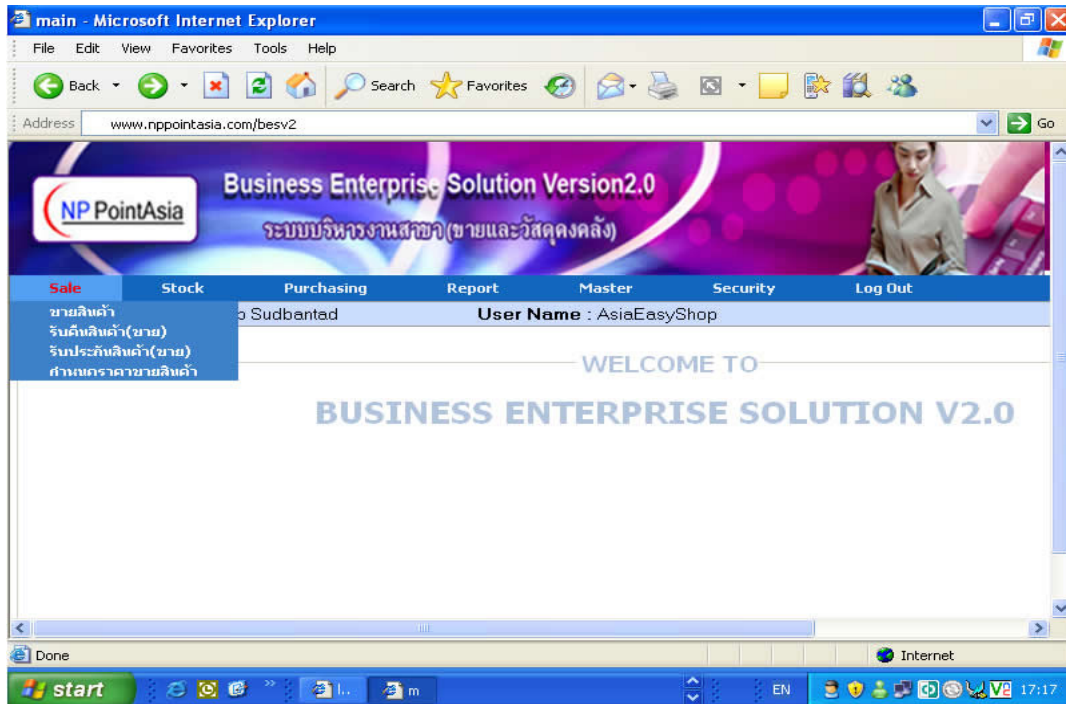 main - Microsoft Internet Explorer
File Edit View Favorites Tools Help
Back Search Favorites
Address www.nppointasia.com/besv2 Go
NP PointAsia
Business Enterprise Solution Version2.0
ระบบบริหารงานสาขา(ขายและวัสดุคงคลัง)
Sale Stock Purchasing Report Master Security Log Out
ขายสินค้า
รับคืนสินค้า(ขาย)
รับประกันสินค้า(ขาย)
กำหนดราคาขายสินค้า
o Sudbantad User Name : AsiaEasyShop
WELCOME TO
BUSINESS ENTERPRISE SOLUTION V2.0
Done Internet
start l.. m EN V2 17:17